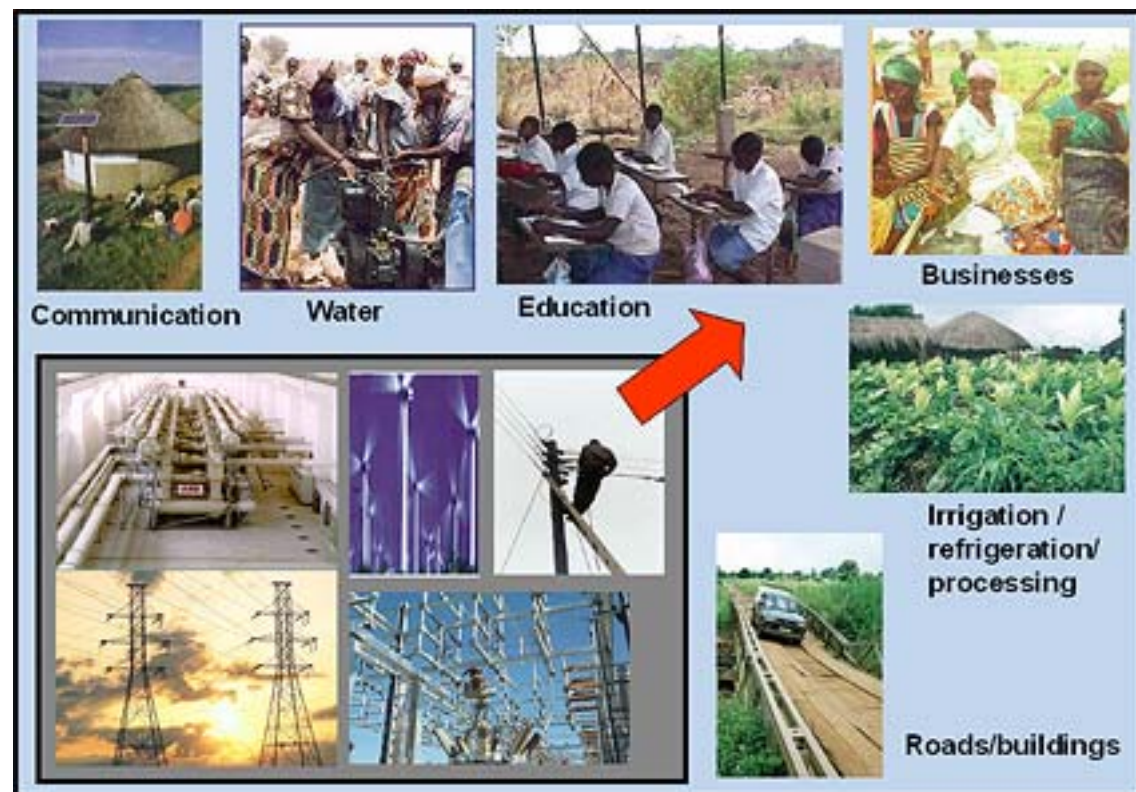 Communication
Water
Education
Businesses
Irrigation /
refrigeration/
processing
Roads/buildings